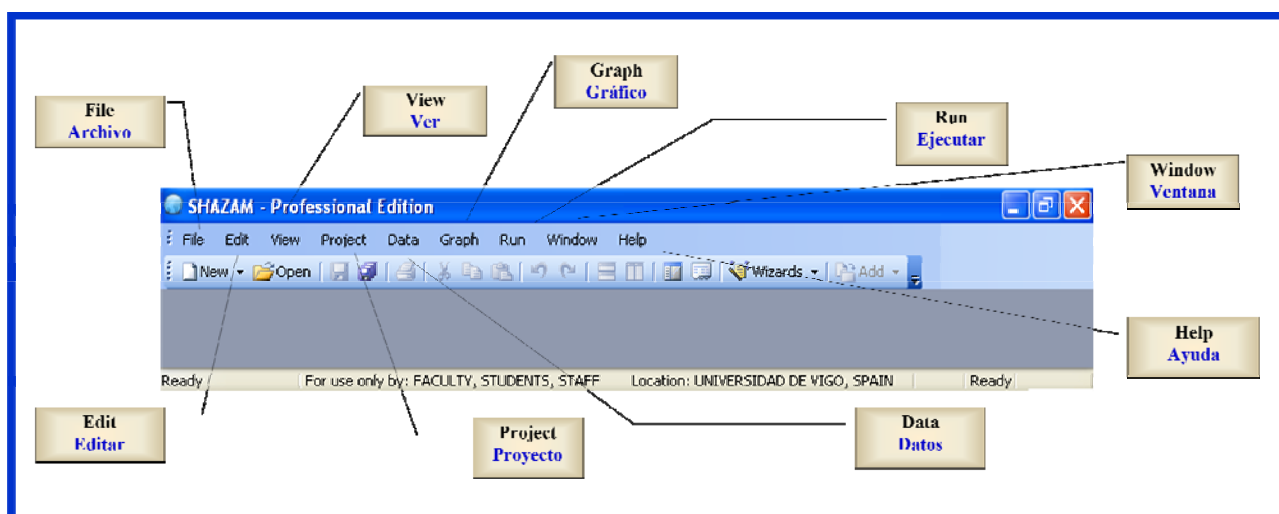 Graph
Gráfico
View
Ver
File
Archivo
Run
Ejecutar
Window
Ventana
SHAZAM - Professional Edition
File Edit View Project Data Graph Run Window Help
New Open Wizards Add
Help
Ayuda
Ready For use only by: FACULTY, STUDENTS, STAFF Location: UNIVERSIDAD DE VIGO, SPAIN Ready
Edit
Editar
Project
Proyecto
Data
Datos